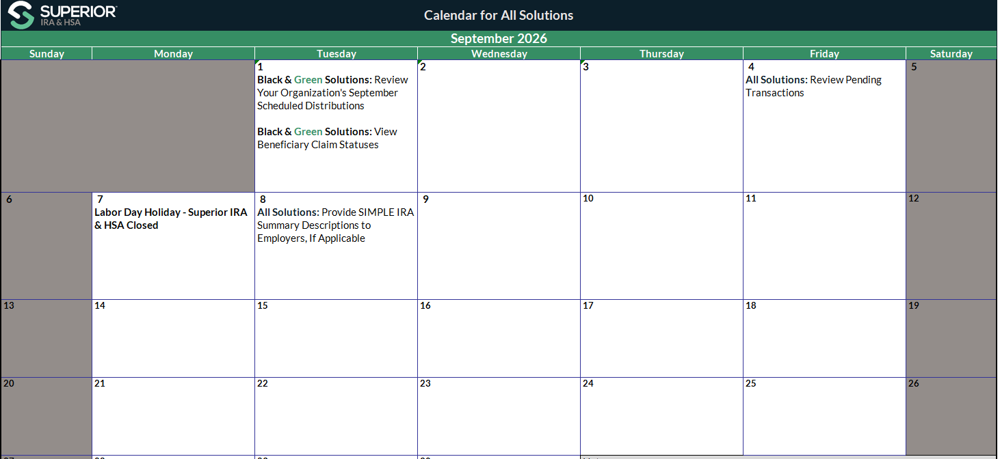 SUPERIOR
IRA & HSA
Calendar for All Solutions
September 2026
Sunday Monday Tuesday Wednesday Thursday Friday Saturday
1
Black & Green Solutions: Review
Your Organization's September
Scheduled Distributions
Black & Green Solutions: View
Beneficiary Claim Statuses
2
3
4
All Solutions: Review Pending
Transactions
5
6
7
Labor Day Holiday - Superior IRA
& HSA Closed
8
All Solutions: Provide SIMPLE IRA
Summary Descriptions to
Employers, If Applicable
9
10
11
12
13
14
15
16
17
18
19
20
21
22
23
24
25
26